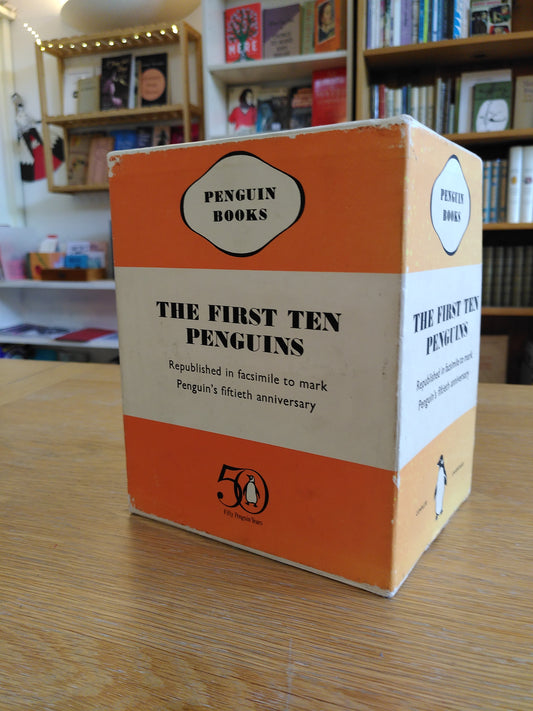 PENGUIN
BOOKS
THE FIRST TEN
PENGUINS
Republished in facsimile to mark
Penguin's fiftieth anniversary
50
Fifty Penguin Years
PENGUIN
BOOKS
THE FIRST TEN
PENGUINS
Republished in facsimile to mark
Penguin's fiftieth anniversary
HERE